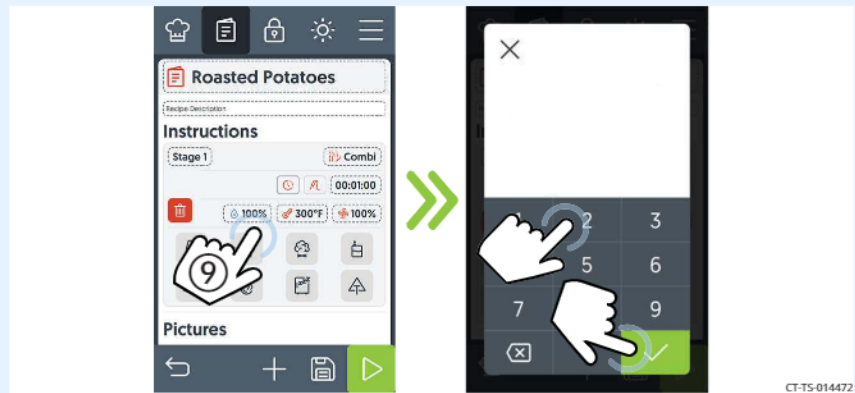 Roasted Potatoes
Recipe Description
Instructions
Stage 1
Combi
00:01:00
100%
300°F
100%
9
Pictures
2
3
5
6
7
9
CT-TS-014472